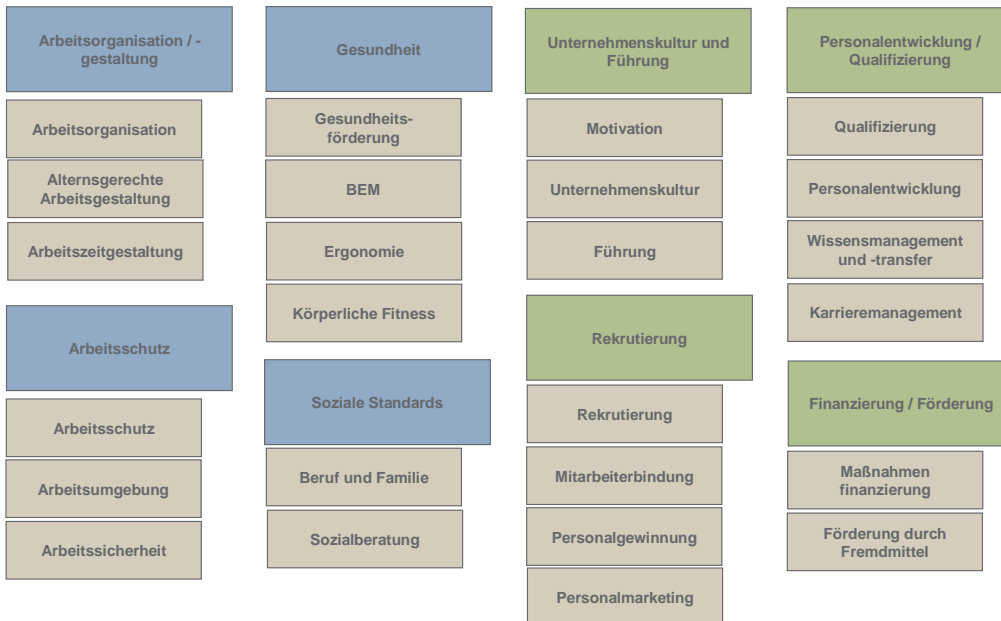 Arbeitsorganisation / -
gestaltung
Arbeitsorganisation
Alternsgerechte
Arbeitsgestaltung
Arbeitszeitgestaltung
Arbeitsschutz
Arbeitsschutz
Arbeitsumgebung
Arbeitssicherheit
Gesundheit
Gesundheits-
förderung
BEM
Ergonomie
Körperliche Fitness
Soziale Standards
Beruf und Familie
Sozialberatung
Unternehmenskultur und
Führung
Motivation
Unternehmenskultur
Führung
Rekrutierung
Rekrutierung
Mitarbeiterbindung
Personalgewinnung
Personalmarketing
Personalentwicklung /
Qualifizierung
Qualifizierung
Personalentwicklung
Wissensmanagement
und -transfer
Karrieremanagement
Finanzierung / Förderung
Maßnahmen
finanzierung
Förderung durch
Fremdmittel